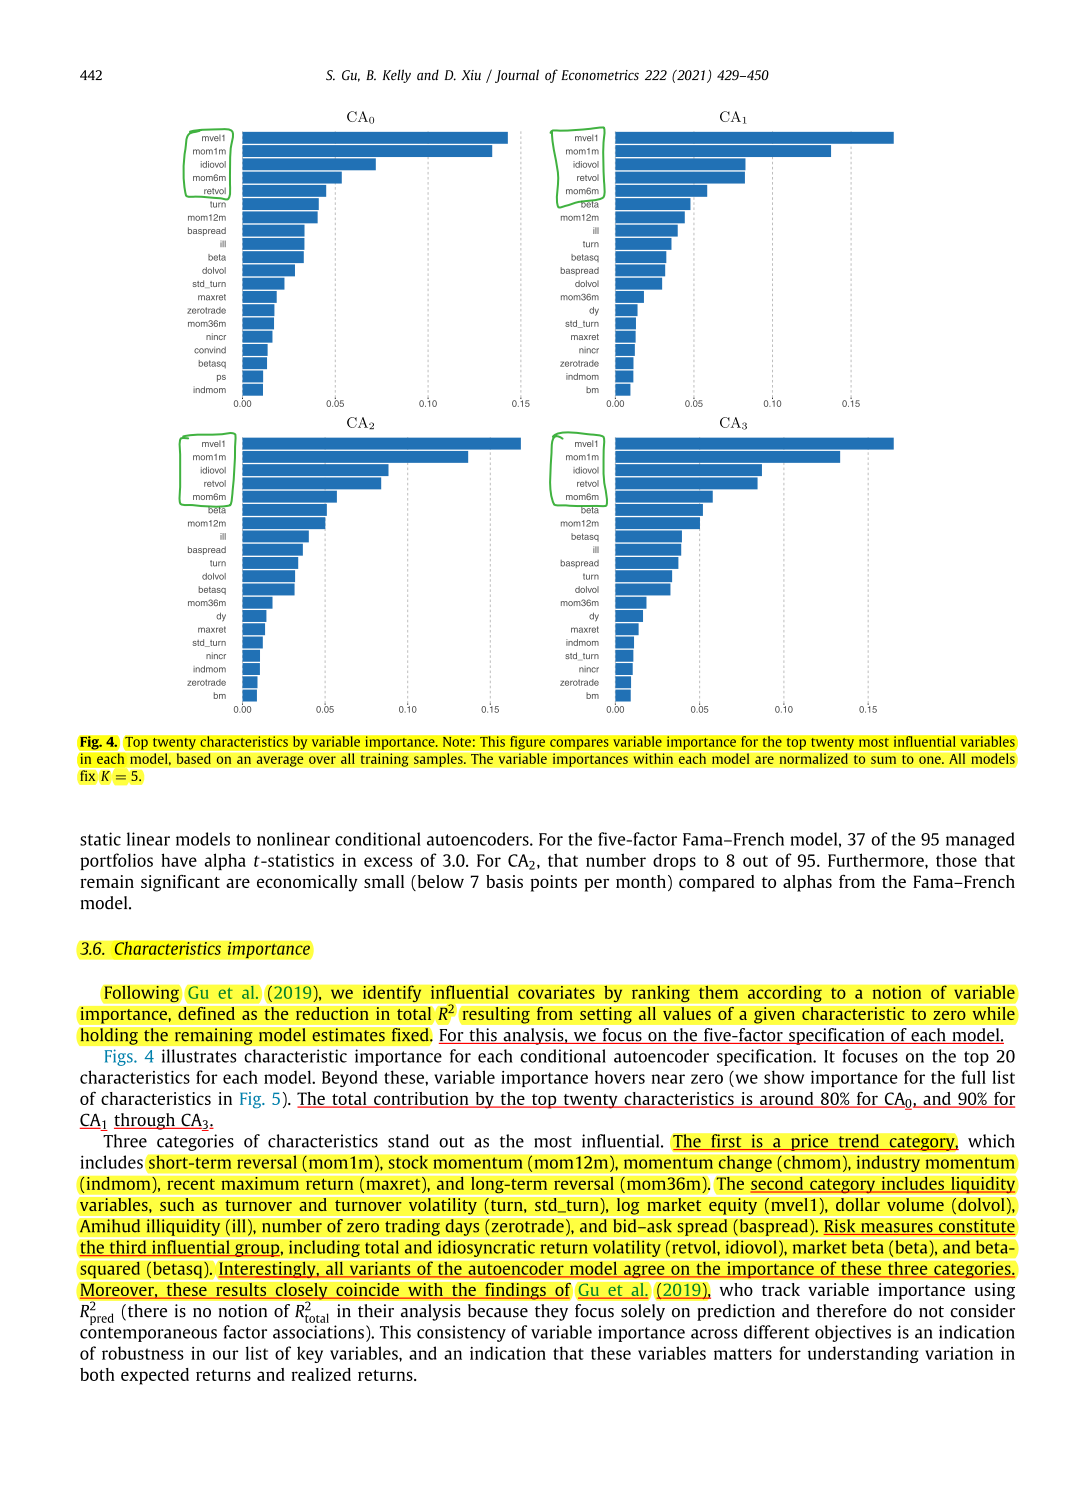 442
S. Gu, B. Kelly and D. Xiu / Journal of Econometrics 222 (2021) 429–450
CA0
mvel1
mom1m
idiovol
mom6m
retvol
turn
mom12m
baspread
ill
beta
dolvol
std_turn
maxret
zerotrade
mom36m
nincr
convind
betasq
ps
indmom
0.00 0.05 0.10 0.15
CA1
mvel1
mom1m
idiovol
retvol
mom6m
beta
mom12m
ill
turn
betasq
baspread
dolvol
mom36m
dy
std_turn
maxret
nincr
zerotrade
indmom
bm
0.00 0.05 0.10 0.15
CA2
mvel1
mom1m
idiovol
retvol
mom6m
beta
mom12m
ill
baspread
turn
dolvol
betasq
mom36m
dy
maxret
std_turn
nincr
indmom
zerotrade
bm
0.00 0.05 0.10 0.15
CA3
mvel1
mom1m
idiovol
retvol
mom6m
beta
mom12m
betasq
ill
baspread
turn
dolvol
mom36m
dy
maxret
indmom
std_turn
nincr
zerotrade
bm
0.00 0.05 0.10 0.15
Fig. 4. Top twenty characteristics by variable importance. Note: This figure compares variable importance for the top twenty most influential variables
in each model, based on an average over all training samples. The variable importances within each model are normalized to sum to one. All models
fix K = 5.
static linear models to nonlinear conditional autoencoders. For the five-factor Fama–French model, 37 of the 95 managed
portfolios have alpha t-statistics in excess of 3.0. For CA2, that number drops to 8 out of 95. Furthermore, those that
remain significant are economically small (below 7 basis points per month) compared to alphas from the Fama–French
model.
3.6. Characteristics importance
Following Gu et al. (2019), we identify influential covariates by ranking them according to a notion of variable
importance, defined as the reduction in total R2 resulting from setting all values of a given characteristic to zero while
holding the remaining model estimates fixed. For this analysis, we focus on the five-factor specification of each model.
Figs. 4 illustrates characteristic importance for each conditional autoencoder specification. It focuses on the top 20
characteristics for each model. Beyond these, variable importance hovers near zero (we show importance for the full list
of characteristics in Fig. 5). The total contribution by the top twenty characteristics is around 80% for CA0, and 90% for
CA1 through CA3.
Three categories of characteristics stand out as the most influential. The first is a price trend category, which
includes short-term reversal (mom1m), stock momentum (mom12m), momentum change (chmom), industry momentum
(indmom), recent maximum return (maxret), and long-term reversal (mom36m). The second category includes liquidity
variables, such as turnover and turnover volatility (turn, std_turn), log market equity (mvel1), dollar volume (dolvol),
Amihud illiquidity (ill), number of zero trading days (zerotrade), and bid–ask spread (baspread). Risk measures constitute
the third influential group, including total and idiosyncratic return volatility (retvol, idiovol), market beta (beta), and beta-
squared (betasq). Interestingly, all variants of the autoencoder model agree on the importance of these three categories.
Moreover, these results closely coincide with the findings of Gu et al. (2019), who track variable importance using
R2pred (there is no notion of R2total in their analysis because they focus solely on prediction and therefore do not consider
contemporaneous factor associations). This consistency of variable importance across different objectives is an indication
of robustness in our list of key variables, and an indication that these variables matters for understanding variation in
both expected returns and realized returns.